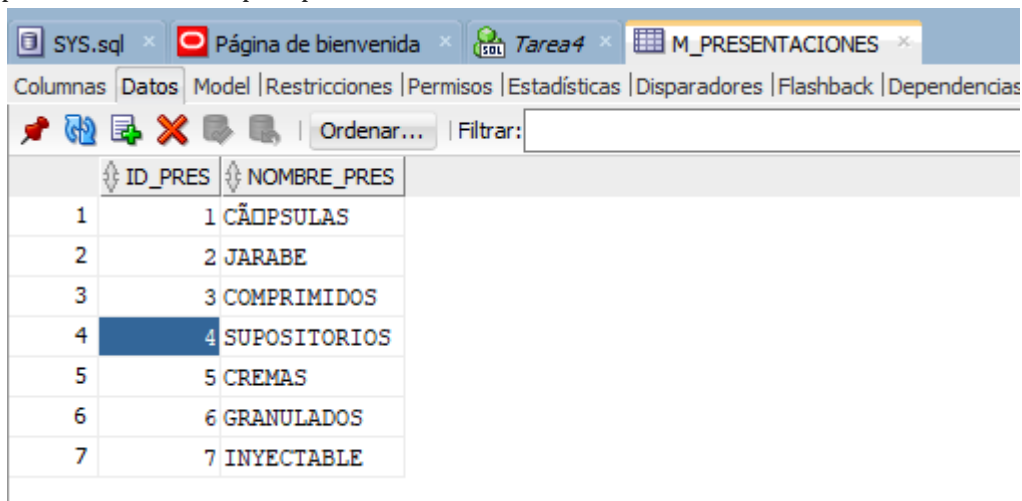 SYS.sql Página de bienvenida Tarea4 M_PRESENTACIONES
Columnas Datos Model Restricciones Permisos Estadísticas Disparadores Flashback Dependencias
Ordenar... Filtrar:
ID_PRES NOMBRE_PRES
1 1 CÃ□PSULAS
2 2 JARABE
3 3 COMPRIMIDOS
4 4 SUPOSITORIOS
5 5 CREMAS
6 6 GRANULADOS
7 7 INYECTABLE